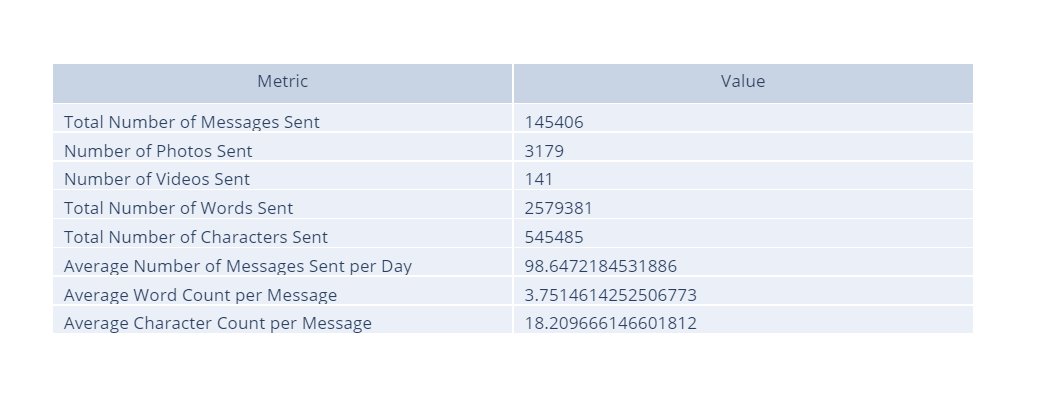 Metric Value
Total Number of Messages Sent 145406
Number of Photos Sent 3179
Number of Videos Sent 141
Total Number of Words Sent 2579381
Total Number of Characters Sent 545485
Average Number of Messages Sent per Day 98.6472184531886
Average Word Count per Message 3.7514614252506773
Average Character Count per Message 18.209666146601812